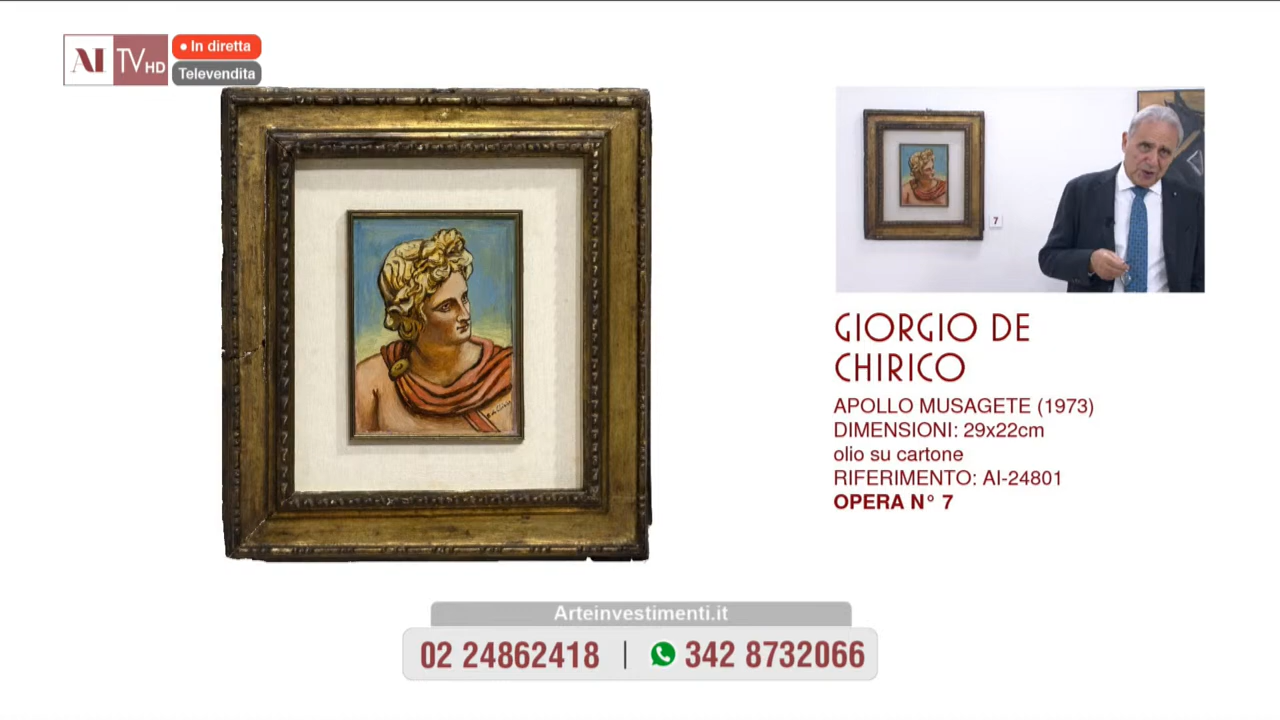 AI TV HD
• In diretta
Televendita
7
GIORGIO DE
CHIRICO
APOLLO MUSAGETE (1973)
DIMENSIONI: 29x22cm
olio su cartone
RIFERIMENTO: AI-24801
OPERA N° 7
Arteinvestimenti.it
02 24862418 | 342 8732066